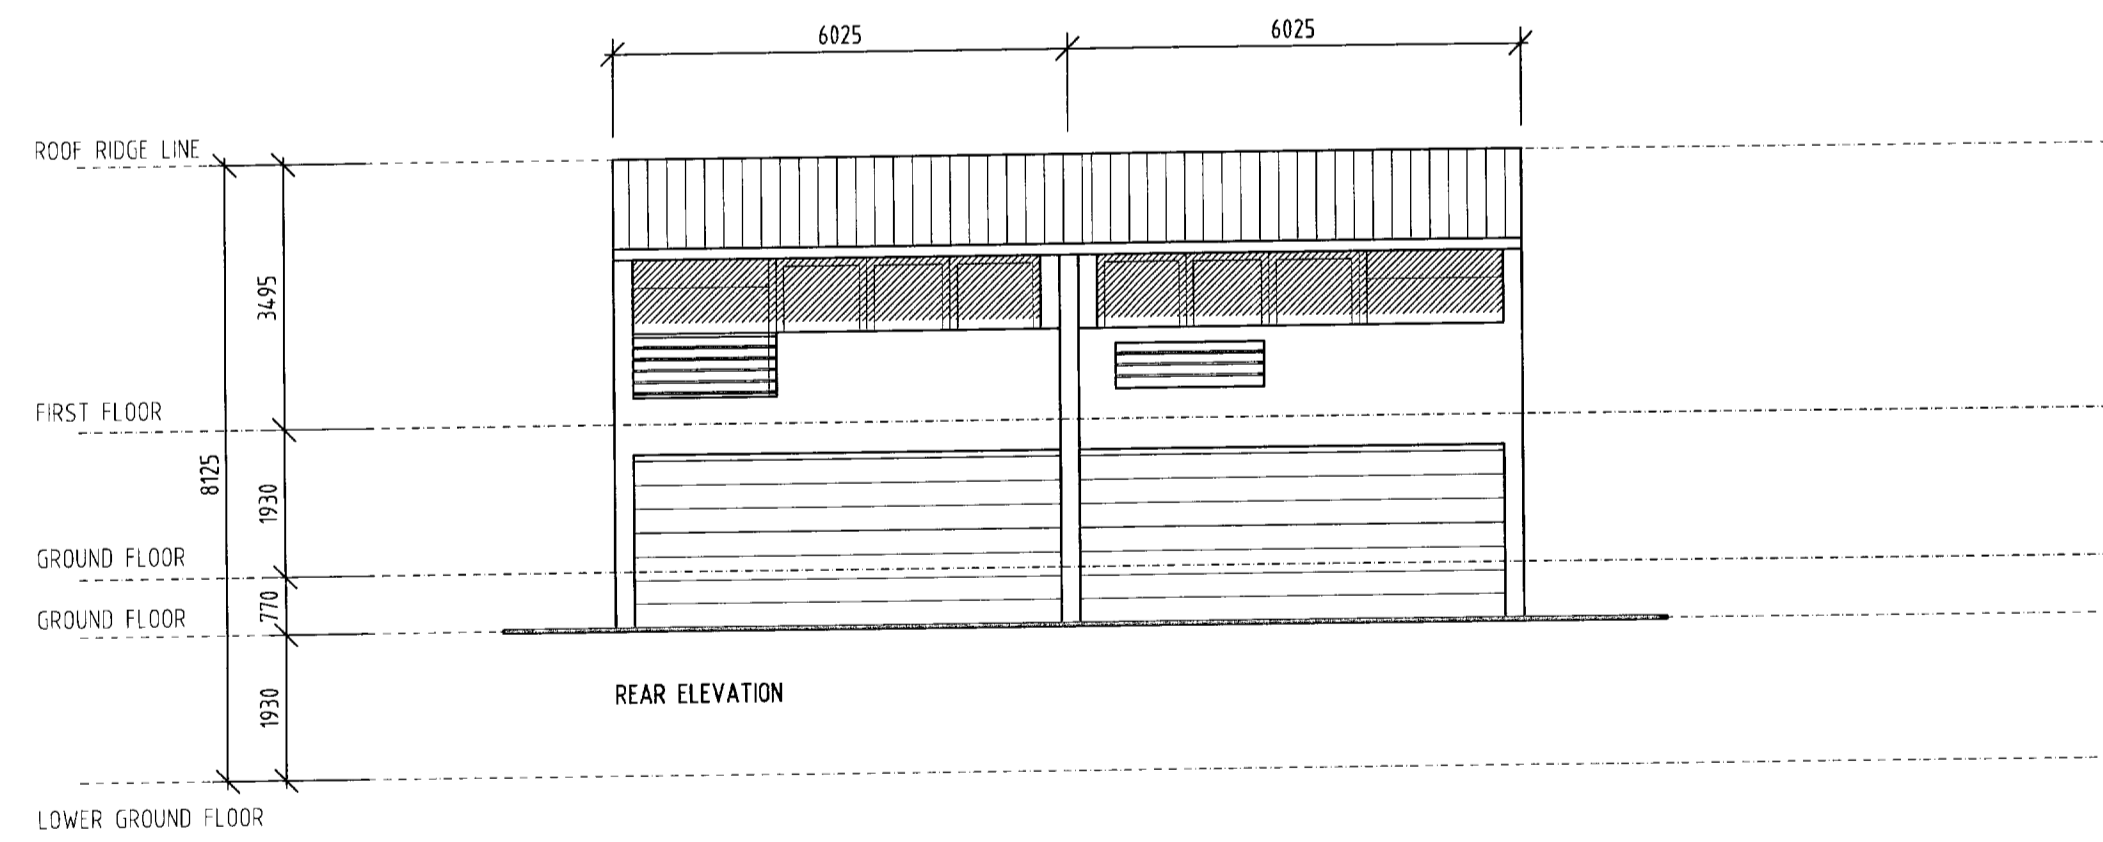 6025
6025
ROOF RIDGE LINE
3495
FIRST FLOOR
8125
1930
GROUND FLOOR
770
GROUND FLOOR
1930
REAR ELEVATION
LOWER GROUND FLOOR